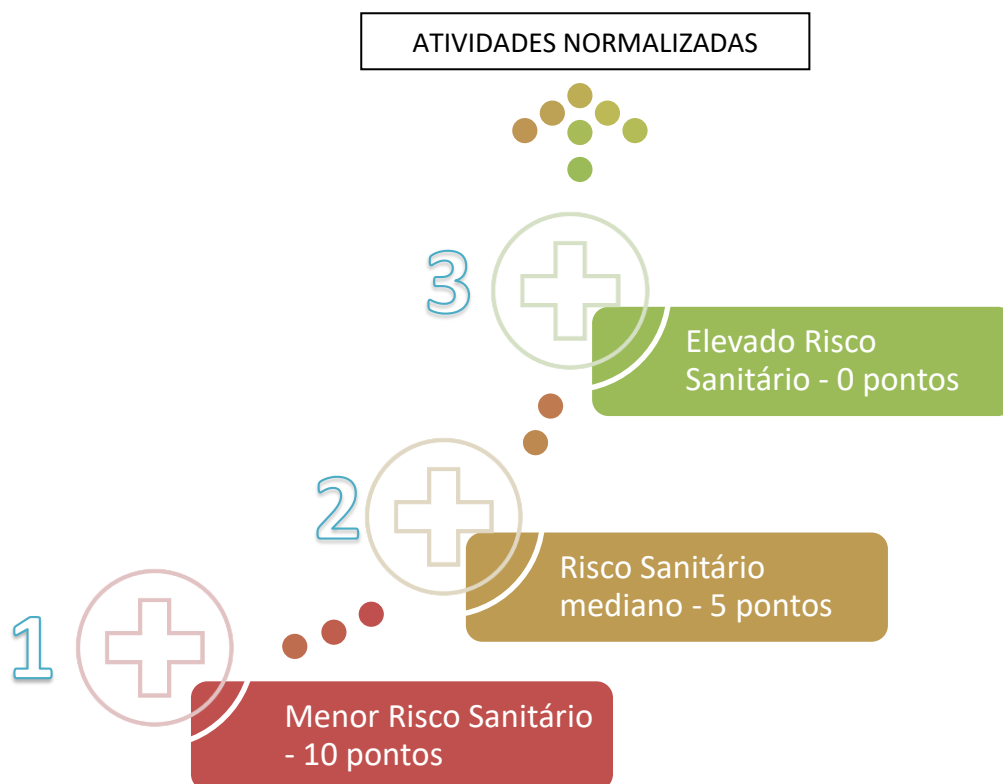 ATIVIDADES NORMALIZADAS
3
Elevado Risco
Sanitário - 0 pontos
2
Risco Sanitário
mediano - 5 pontos
1
Menor Risco Sanitário
- 10 pontos